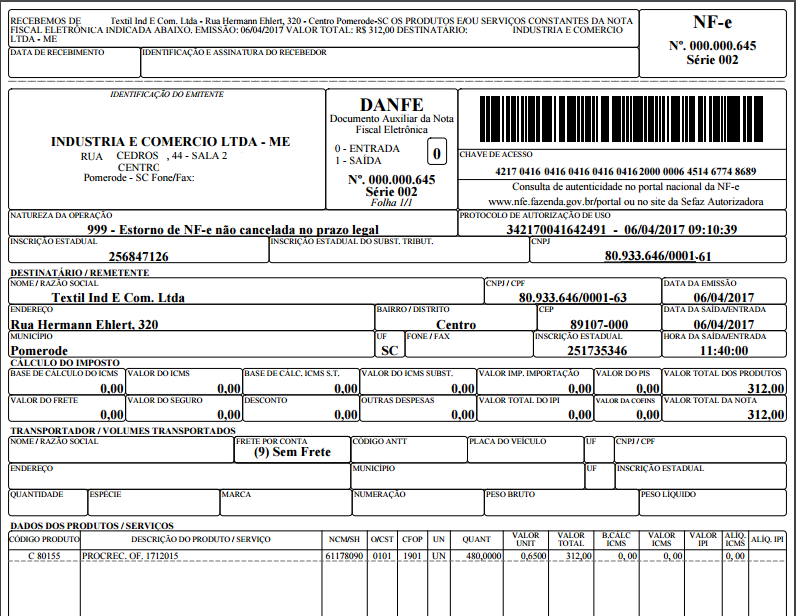 RECEBEMOS DE Textil Ind E Com. Ltda - Rua Hermann Ehlert, 320 - Centro Pomerode-SC OS PRODUTOS E/OU SERVIÇOS CONSTANTES DA NOTA
FISCAL ELETRÔNICA INDICADA ABAIXO. EMISSÃO: 06/04/2017 VALOR TOTAL: R$ 312,00 DESTINATÁRIO: INDUSTRIA E COMERCIO
LTDA - ME
NF-e
Nº. 000.000.645
Série 002
DATA DE RECEBIMENTO
IDENTIFICAÇÃO E ASSINATURA DO RECEBEDOR
IDENTIFICAÇÃO DO EMITENTE
INDUSTRIA E COMERCIO LTDA - ME
RUA CEDROS , 44 - SALA 2
CENTRO
Pomerode - SC Fone/Fax:
DANFE
Documento Auxiliar da Nota
Fiscal Eletrônica
0 - ENTRADA
1 - SAÍDA
0
Nº. 000.000.645
Série 002
Folha 1/1
CHAVE DE ACESSO
4217 0416 0416 0416 0416 0416 2000 0006 4514 6774 8689
Consulta de autenticidade no portal nacional da NF-e
www.nfe.fazenda.gov.br/portal ou no site da Sefaz Autorizadora
NATUREZA DA OPERAÇÃO
999 - Estorno de NF-e não cancelada no prazo legal
PROTOCOLO DE AUTORIZAÇÃO DE USO
342170041642491 - 06/04/2017 09:10:39
INSCRIÇÃO ESTADUAL
256847126
INSCRIÇÃO ESTADUAL DO SUBST. TRIBUT.
CNPJ
80.933.646/0001-61
DESTINATÁRIO / REMETENTE
NOME / RAZÃO SOCIAL
Textil Ind E Com. Ltda
CNPJ / CPF
80.933.646/0001-63
DATA DA EMISSÃO
06/04/2017
ENDEREÇO
Rua Hermann Ehlert, 320
BAIRRO / DISTRITO
Centro
CEP
89107-000
DATA DA SAÍDA/ENTRADA
06/04/2017
MUNICÍPIO
Pomerode
UF
SC
FONE / FAX
INSCRIÇÃO ESTADUAL
251735346
HORA DA SAÍDA/ENTRADA
11:40:00
CÁLCULO DO IMPOSTO
BASE DE CÁLCULO DO ICMS
0,00
VALOR DO ICMS
0,00
BASE DE CÁLC. ICMS S.T.
0,00
VALOR DO ICMS SUBST.
0,00
VALOR IMP. IMPORTAÇÃO
0,00
VALOR DO PIS
0,00
VALOR TOTAL DOS PRODUTOS
312,00
VALOR DO FRETE
0,00
VALOR DO SEGURO
0,00
DESCONTO
0,00
OUTRAS DESPESAS
0,00
VALOR TOTAL DO IPI
0,00
VALOR DA COFINS
0,00
VALOR TOTAL DA NOTA
312,00
TRANSPORTADOR / VOLUMES TRANSPORTADOS
NOME / RAZÃO SOCIAL
FRETE POR CONTA
(9) Sem Frete
CÓDIGO ANTT
PLACA DO VEÍCULO
UF
CNPJ / CPF
ENDEREÇO
MUNICÍPIO
UF
INSCRIÇÃO ESTADUAL
QUANTIDADE
ESPÉCIE
MARCA
NUMERAÇÃO
PESO BRUTO
PESO LÍQUIDO
DADOS DOS PRODUTOS / SERVIÇOS
CÓDIGO PRODUTO DESCRIÇÃO DO PRODUTO / SERVIÇO NCM/SH O/CST CFOP UN QUANT VALOR UNIT VALOR TOTAL B.CALC ICMS VALOR ICMS VALOR IPI ALIQ. ICMS ALÍQ. IPI
C 80155 PROCREC. OF. 1712015 61178090 0101 1901 UN 480,0000 0,6500 312,00 0, 00 0, 00 0, 00